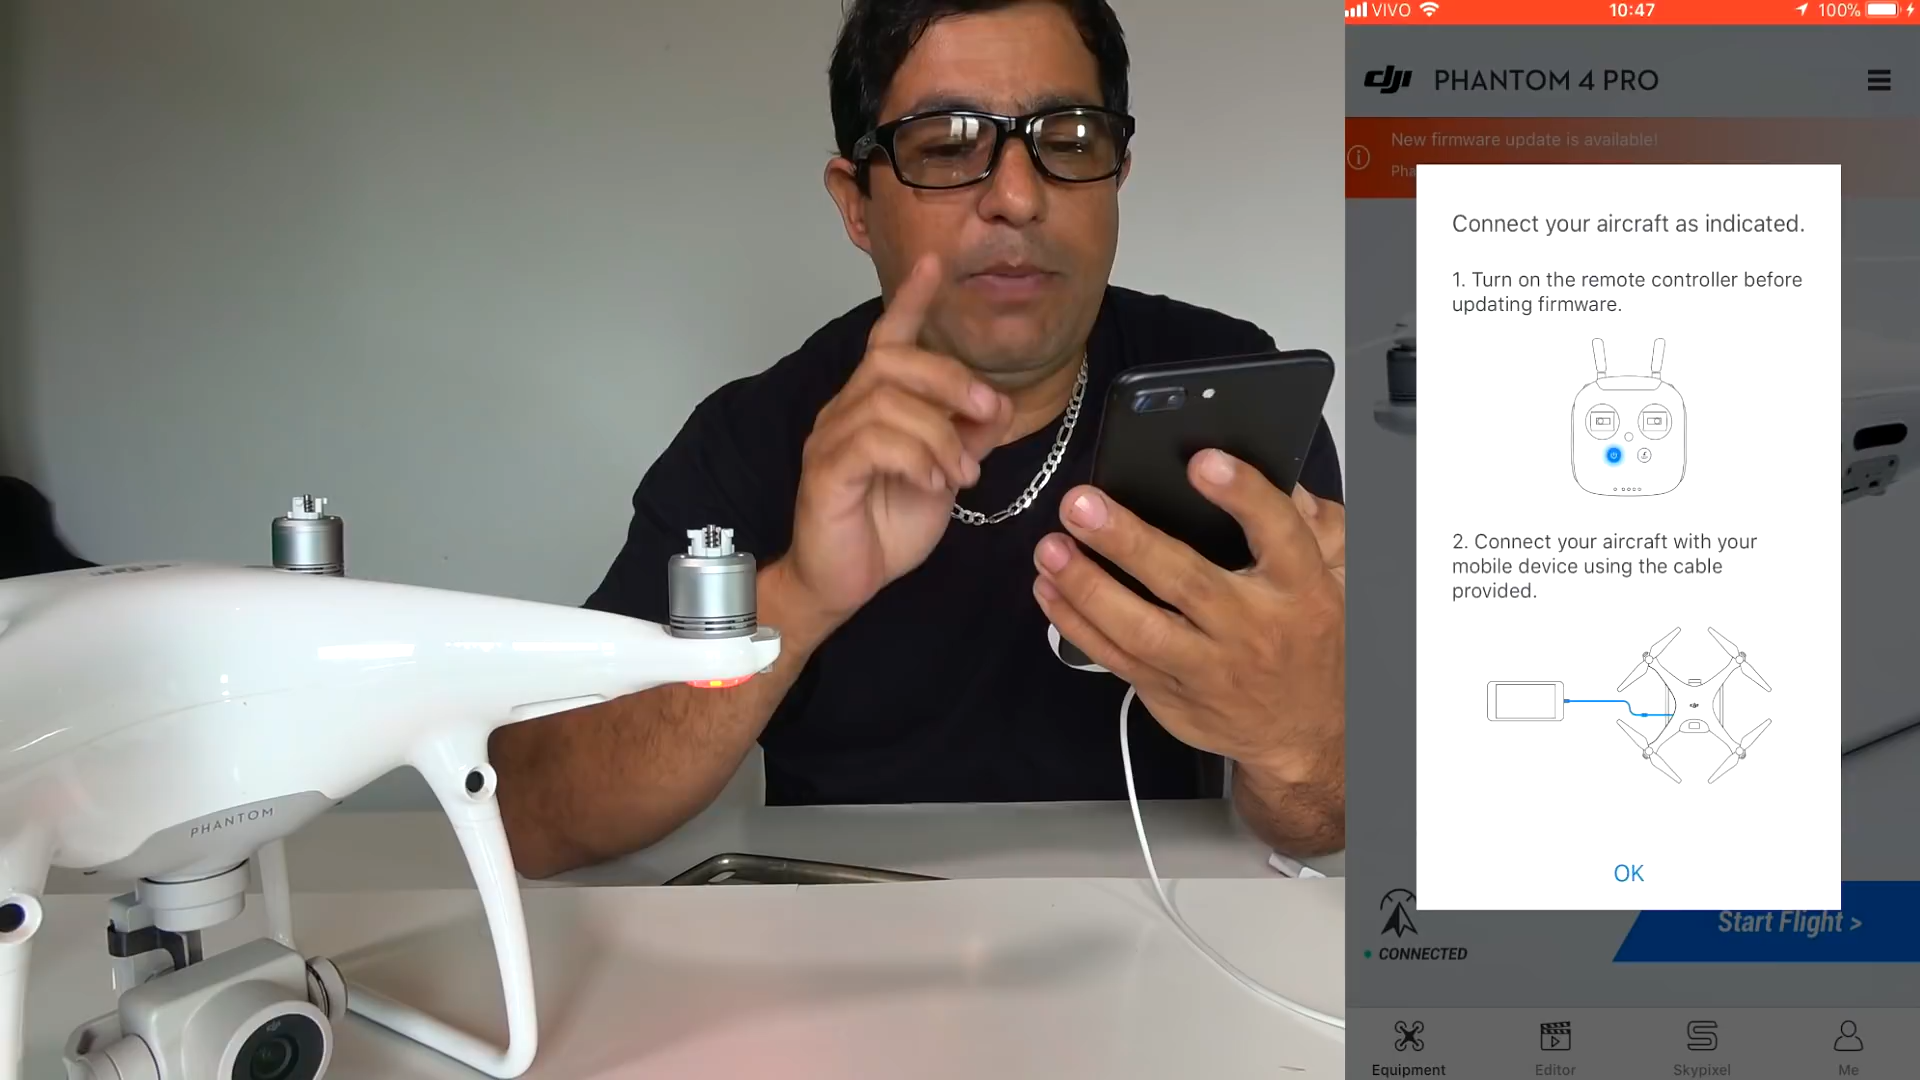 VIVO 10:47 100%
dji PHANTOM 4 PRO
New firmware update is available!
Pha
Connect your aircraft as indicated.
1. Turn on the remote controller before
updating firmware.
2. Connect your aircraft with your
mobile device using the cable
provided.
OK
Start Flight >
CONNECTED
Equipment
Editor
Skypixel
Me
PHANTOM